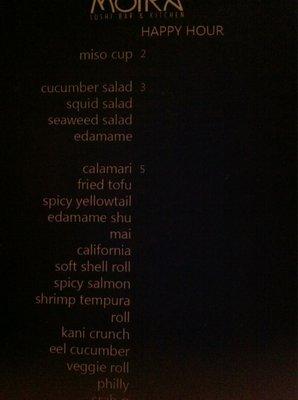 MOIRA
SUSHI BAR & KITCHEN
HAPPY HOUR
miso cup 2
cucumber salad 3
squid salad
seaweed salad
edamame
calamari 5
fried tofu
spicy yellowtail
edamame shu
mai
california
soft shell roll
spicy salmon
shrimp tempura
roll
kani crunch
eel cucumber
veggie roll
philly